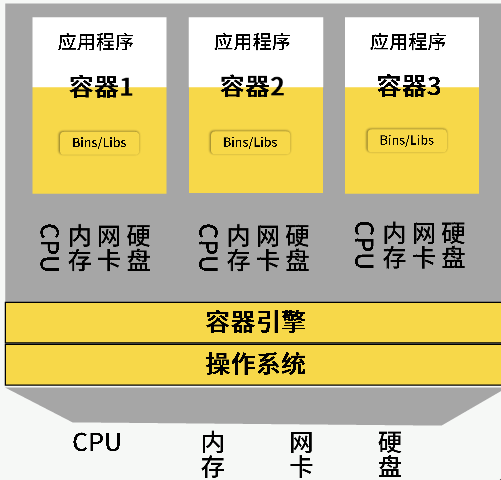 应用程序
容器1
Bins/Libs
应用程序
容器2
Bins/Libs
应用程序
容器3
Bins/Libs
CPU
内存
网卡
硬盘
CPU
内存
网卡
硬盘
CPU
内存
网卡
硬盘
容器引擎
操作系统
CPU
内存
网卡
硬盘